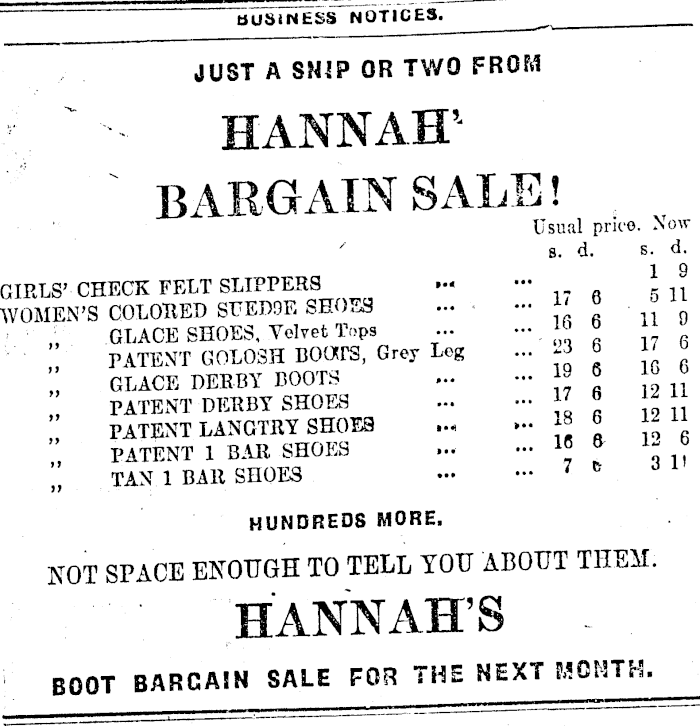 BUSINESS NOTICES.
JUST A SNIP OR TWO FROM
HANNAH'
BARGAIN SALE!
Usual price. Now
s. d. s. d.
GIRLS' CHECK FELT SLIPPERS ... ... 1 9
WOMEN'S COLORED SUEDGE SHOES ... ... 17 6 5 11
„ GLACE SHOES, Velvet Tops ... ... 16 6 11 9
„ PATENT GOLOSH BOOTS, Grey Leg ... 23 6 17 6
„ GLACE DERBY BOOTS ... ... 19 6 16 6
„ PATENT DERBY SHOES ... ... 17 6 12 11
„ PATENT LANGTRY SHOES ... ... 18 6 12 11
„ PATENT 1 BAR SHOES ... ... 16 6 12 6
„ TAN 1 BAR SHOES ... ... 7 6 3 11
HUNDREDS MORE.
NOT SPACE ENOUGH TO TELL YOU ABOUT THEM.
HANNAH'S
BOOT BARGAIN SALE FOR THE NEXT MONTH.